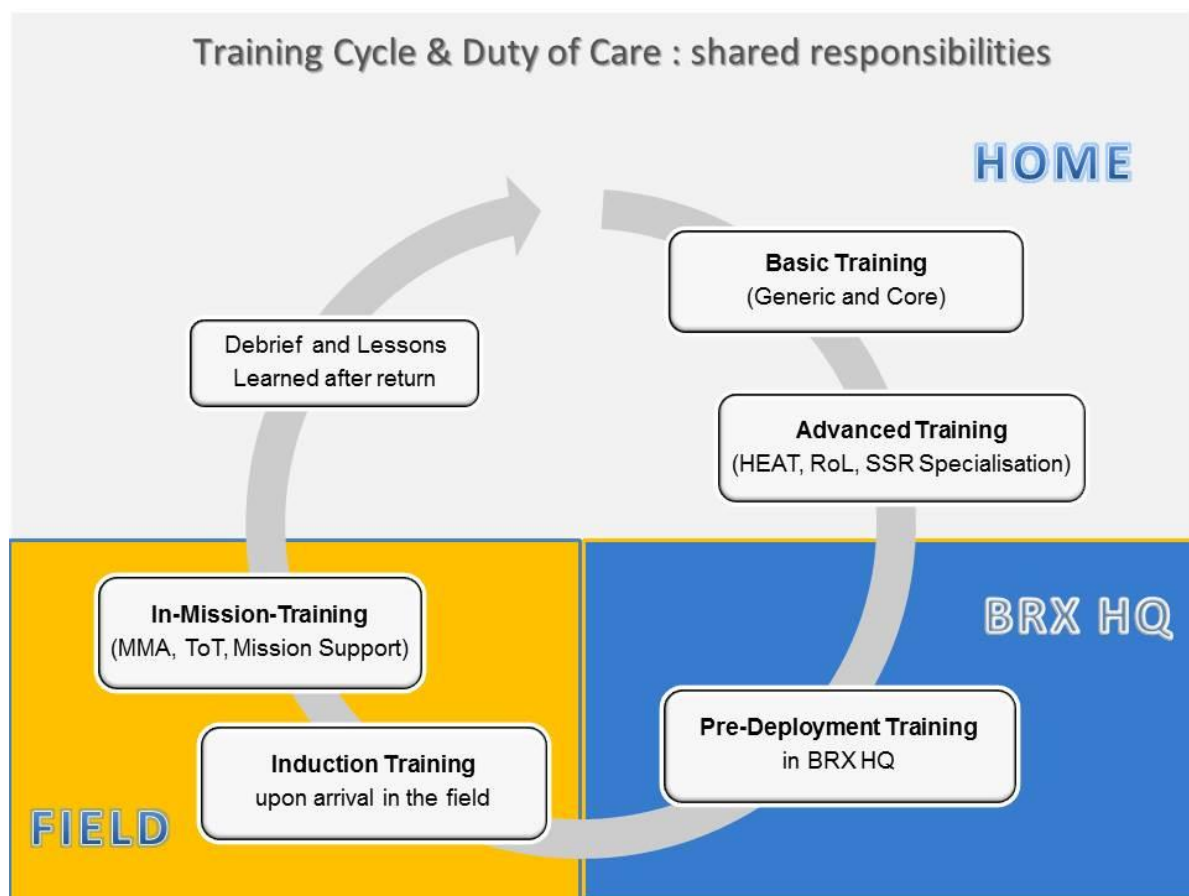 Training Cycle & Duty of Care : shared responsibilities
HOME
Basic Training
(Generic and Core)
Debrief and Lessons
Learned after return
Advanced Training
(HEAT, RoL, SSR Specialisation)
In-Mission-Training
(MMA, ToT, Mission Support)
BRX HQ
Pre-Deployment Training
in BRX HQ
Induction Training
upon arrival in the field
FIELD